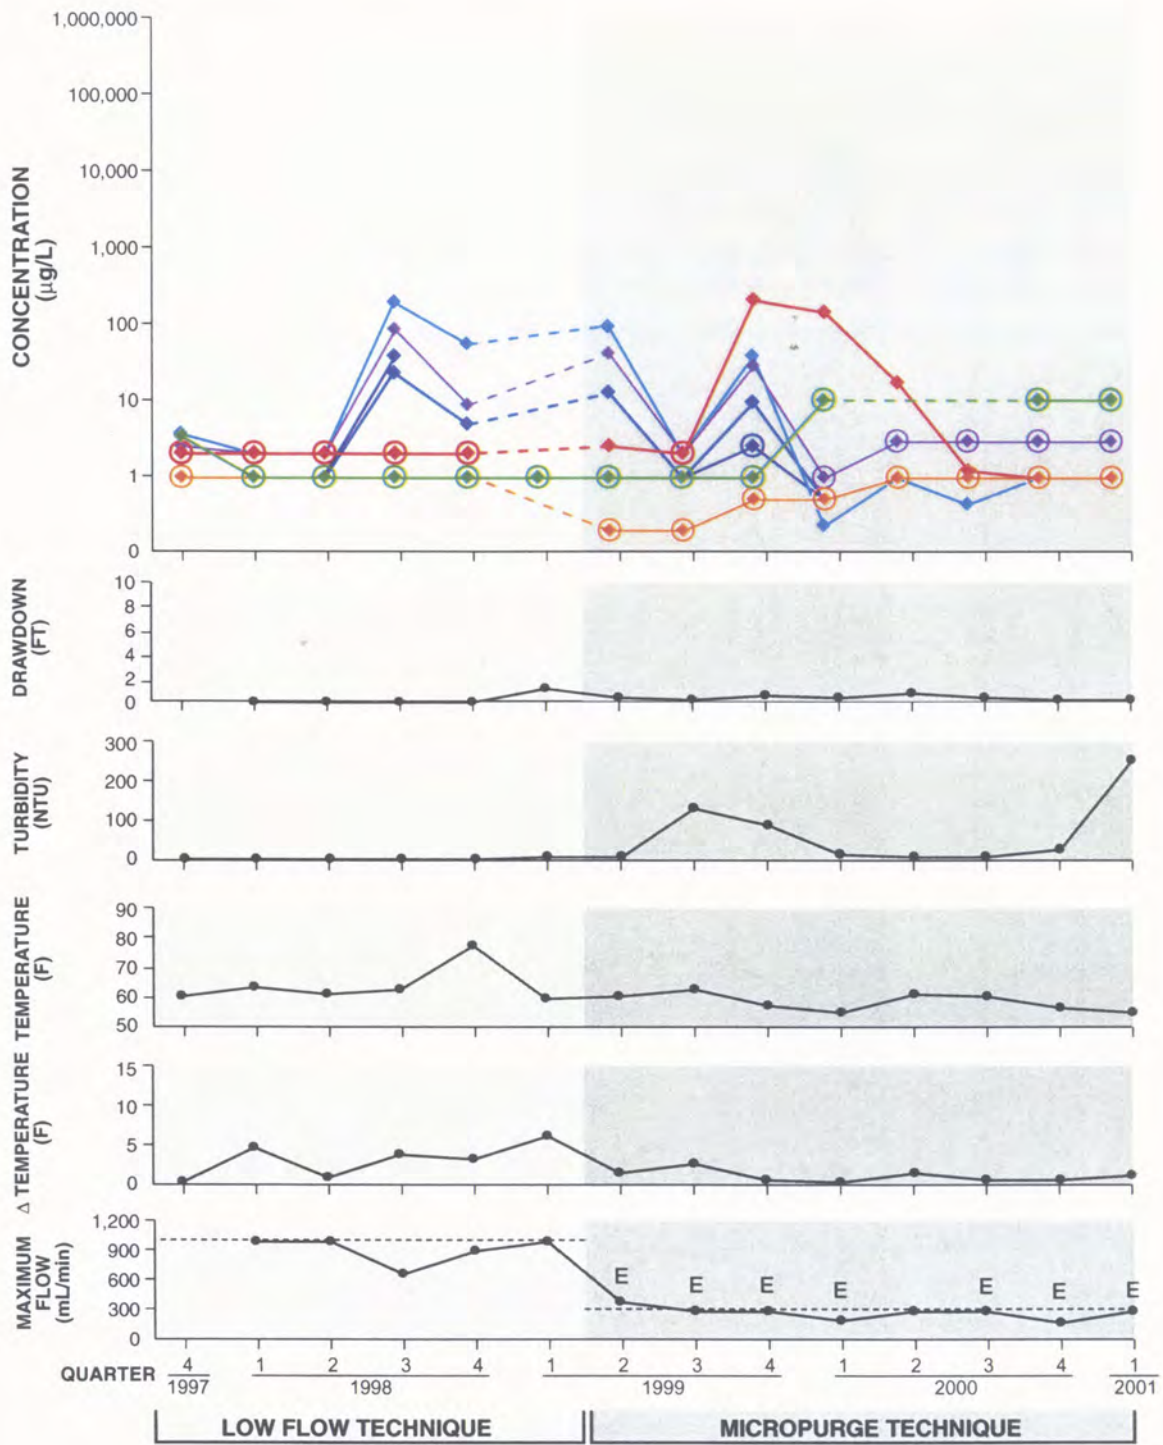 1,000,000
100,000
10,000
1,000
100
10
1
0
CONCENTRATION
(µg/L)
10
8
6
4
2
0
DRAWDOWN
(FT)
300
200
100
0
TURBIDITY
(NTU)
90
80
70
60
50
TEMPERATURE
(F)
15
10
5
0
Δ TEMPERATURE
(F)
1,200
900
600
300
0
MAXIMUM
FLOW
(mL/min)
E E E E E E E
QUARTER 4 1 2 3 4 1 2 3 4 1 2 3 4 1
1997 1998 1999 2000 2001
LOW FLOW TECHNIQUE MICROPURGE TECHNIQUE